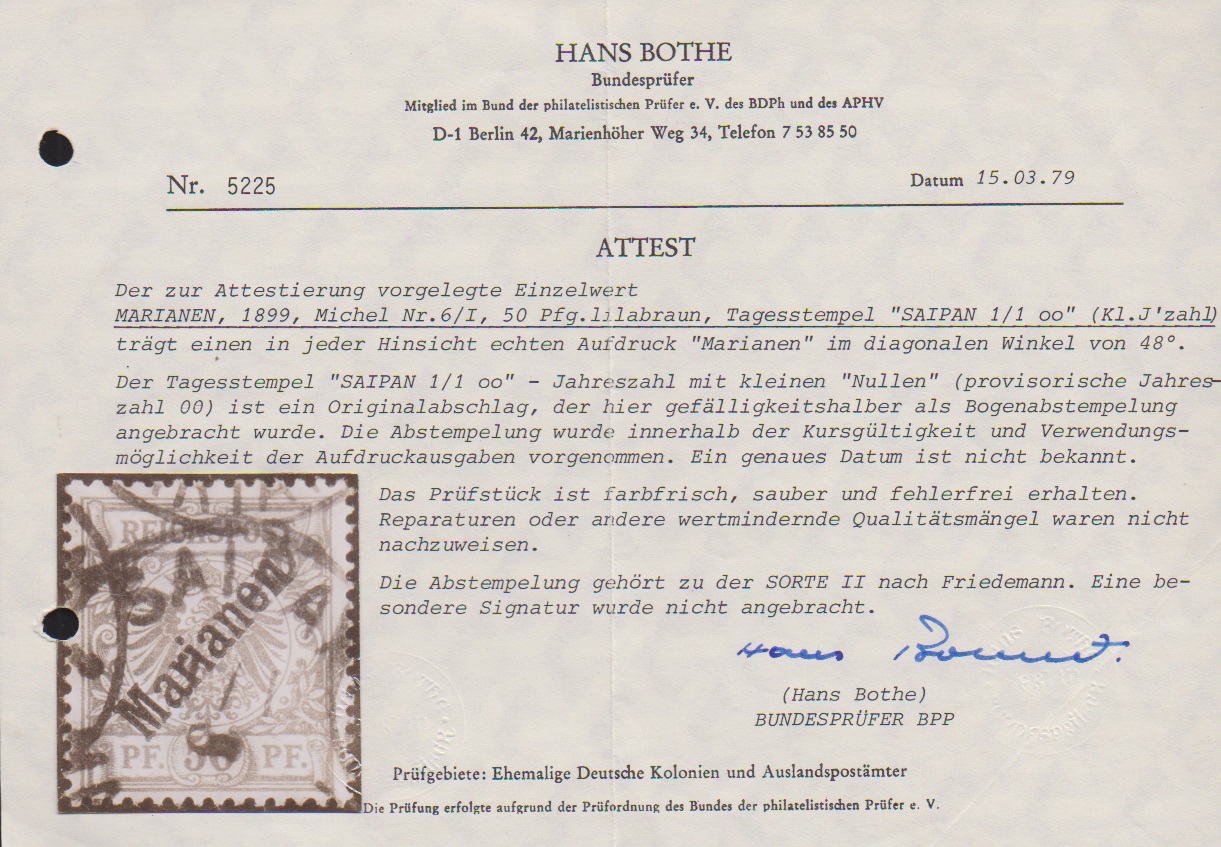 HANS BOTHE
Bundesprüfer
Mitglied im Bund der philatelistischen Prüfer e. V. des BDPh und des APHV
D-1 Berlin 42, Marienhöher Weg 34, Telefon 7 53 85 50
Nr. 5225
Datum 15.03.79
ATTEST
Der zur Attestierung vorgelegte Einzelwert
MARIANEN, 1899, Michel Nr.6/I, 50 Pfg.lilabraun, Tagesstempel "SAIPAN 1/1 oo" (Kl.J'zahl)
trägt einen in jeder Hinsicht echten Aufdruck "Marianen" im diagonalen Winkel von 48°.
Der Tagesstempel "SAIPAN 1/1 oo" - Jahreszahl mit kleinen "Nullen" (provisorische Jahres-
zahl 00) ist ein Originalabschlag, der hier gefälligkeitshalber als Bogenabstempelung
angebracht wurde. Die Abstempelung wurde innerhalb der Kursgültigkeit und Verwendungs-
möglichkeit der Aufdruckausgaben vorgenommen. Ein genaues Datum ist nicht bekannt.
Das Prüfstück ist farbfrisch, sauber und fehlerfrei erhalten.
Reparaturen oder andere wertmindernde Qualitätsmängel waren nicht
nachzuweisen.
Die Abstempelung gehört zu der SORTE II nach Friedemann. Eine be-
sondere Signatur wurde nicht angebracht.
REICHSPOST
SAIPA
Marianen
PF. 50 PF.
(Hans Bothe)
BUNDESPRÜFER BPP
Prüfgebiete: Ehemalige Deutsche Kolonien und Auslandspostämter
Die Prüfung erfolgte aufgrund der Prüfordnung des Bundes der philatelistischen Prüfer e. V.